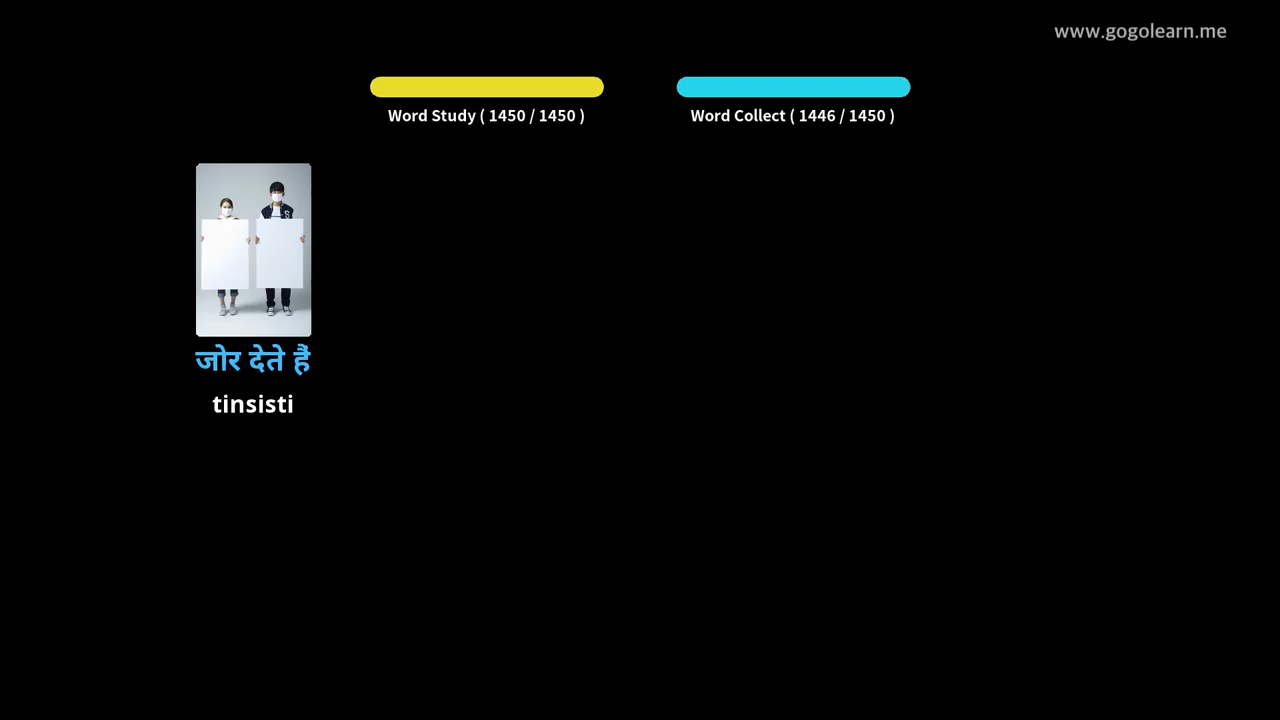 www.gogolearn.me
Word Study ( 1450 / 1450 )
Word Collect ( 1446 / 1450 )
जोर देते हैं
tinsisti